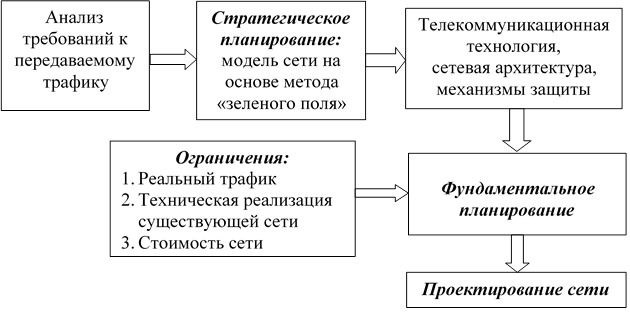 Анализ
требований к
передаваемому
трафику
Стратегическое
планирование:
модель сети на
основе метода
«зеленого поля»
Телекоммуникационная
технология,
сетевая архитектура,
механизмы защиты
Ограничения:
1. Реальный трафик
2. Техническая реализация
существующей сети
3. Стоимость сети
Фундаментальное
планирование
Проектирование сети